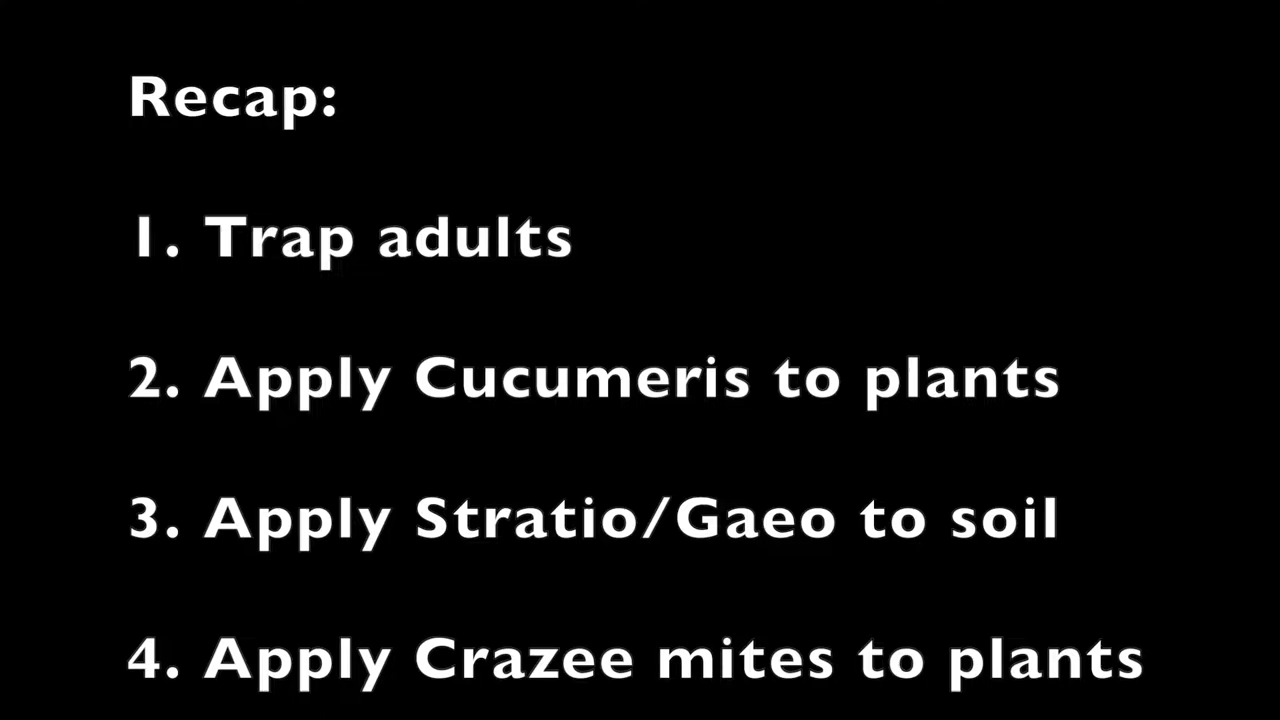 Recap:
1. Trap adults
2. Apply Cucumeris to plants
3. Apply Stratio/Gaeo to soil
4. Apply Crazee mites to plants